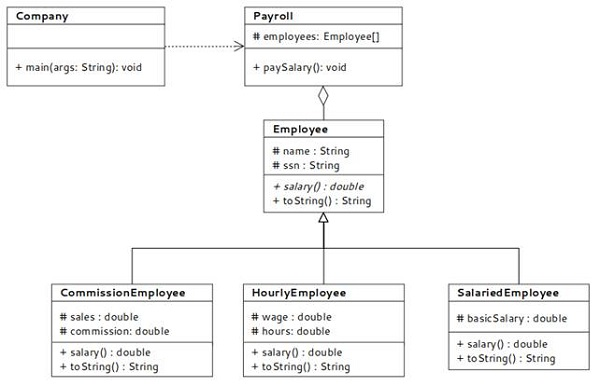 Company
+ main(args: String): void
Payroll
# employees: Employee[]
+ paySalary(): void
Employee
# name : String
# ssn : String
+ salary() : double
+ toString() : String
CommissionEmployee
# sales : double
# commission: double
+ salary() : double
+ toString() : String
HourlyEmployee
# wage : double
# hours: double
+ salary() : double
+ toString() : String
SalariedEmployee
# basicSalary : double
+ salary() : double
+ toString() : String